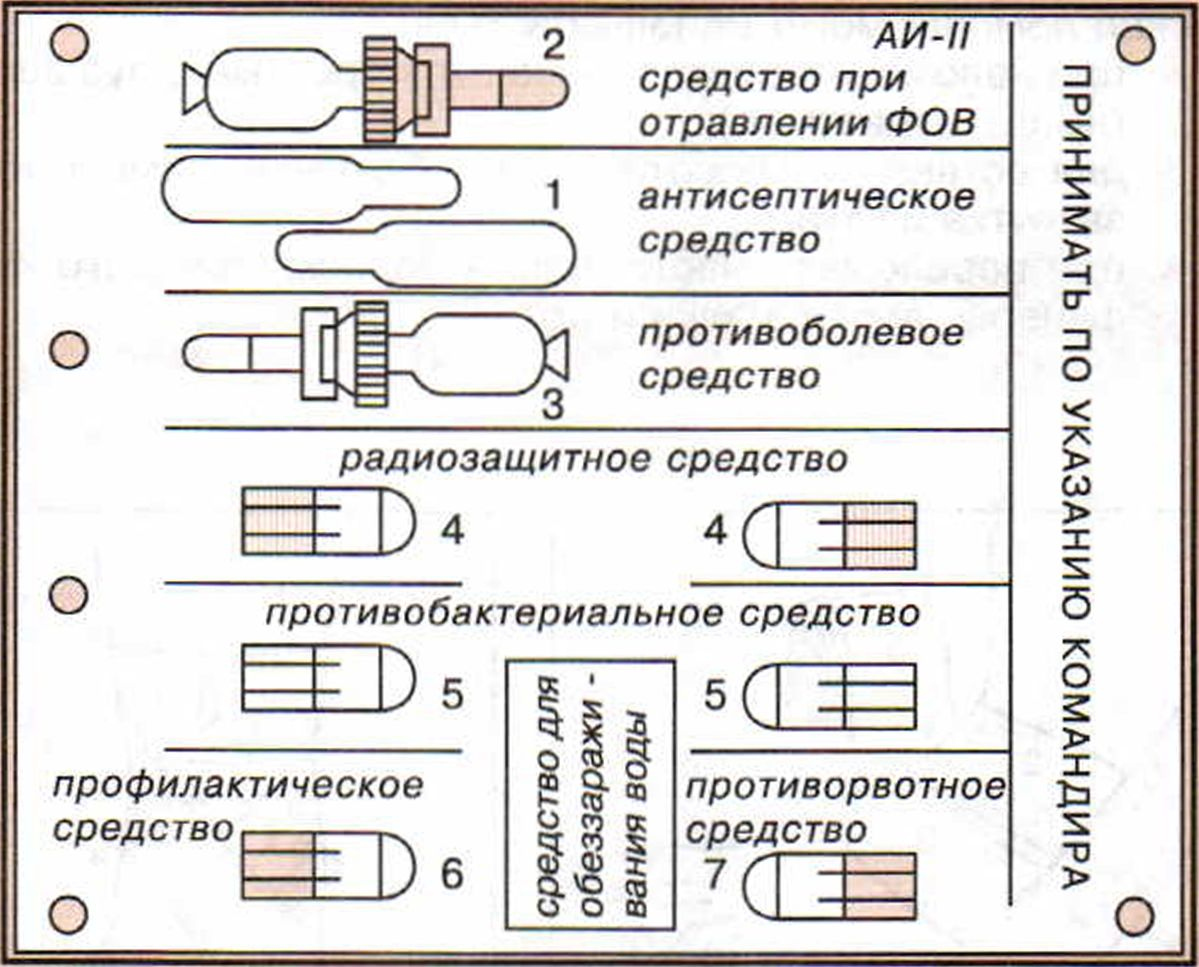 АИ-II
2
средство при
отравлении ФОВ
1
антисептическое
средство
противоболевое
средство
3
радиозащитное средство
4
4
противобактериальное средство
5
5
профилактическое
средство
6
средство для
обеззаражи -
вания воды
противорвотное
средство
7
ПРИНИМАТЬ ПО УКАЗАНИЮ КОМАНДИРА